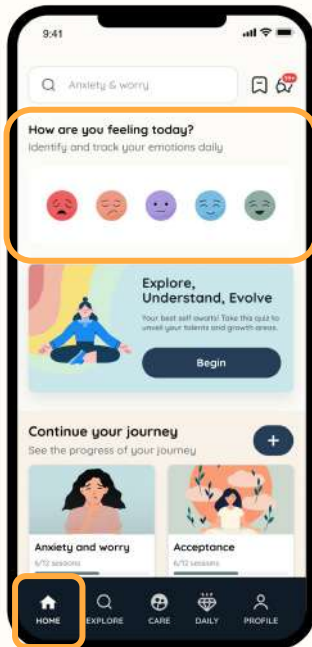 9:41
Anxiety & worry
99+
How are you feeling today?
Identify and track your emotions daily
Explore,
Understand, Evolve
Your best self awaits! Take this quiz to
unveil your talents and growth areas.
Begin
Continue your journey
See the progress of your journey
+
Anxiety and worry
6/12 sessions
Acceptance
6/12 sessions
HOME
EXPLORE
CARE
DAILY
PROFILE